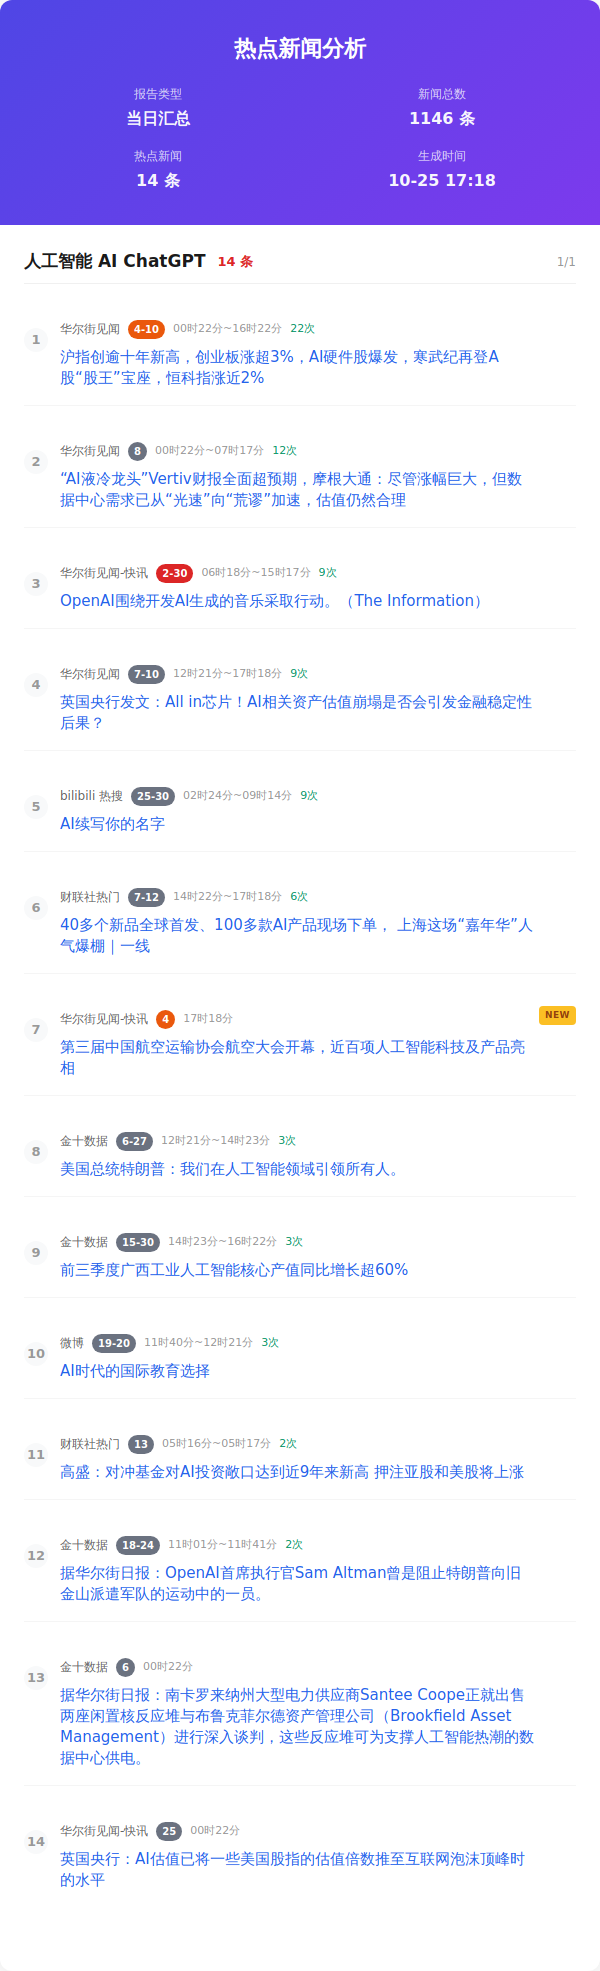 热点新闻分析
报告类型
当日汇总
新闻总数
1146 条
热点新闻
14 条
生成时间
10-25 17:18
人工智能 AI ChatGPT 14 条 1/1
1 华尔街见闻 4-10 00时22分~16时22分 22次
沪指创逾十年新高，创业板涨超3%，AI硬件股爆发，寒武纪再登A
股“股王”宝座，恒科指涨近2%
2 华尔街见闻 8 00时22分~07时17分 12次
“AI液冷龙头”Vertiv财报全面超预期，摩根大通：尽管涨幅巨大，但数
据中心需求已从“光速”向“荒谬”加速，估值仍然合理
3 华尔街见闻-快讯 2-30 06时18分~15时17分 9次
OpenAI围绕开发AI生成的音乐采取行动。（The Information）
4 华尔街见闻 7-10 12时21分~17时18分 9次
英国央行发文：All in芯片！AI相关资产估值崩塌是否会引发金融稳定性
后果？
5 bilibili 热搜 25-30 02时24分~09时14分 9次
AI续写你的名字
6 财联社热门 7-12 14时22分~17时18分 6次
40多个新品全球首发、100多款AI产品现场下单， 上海这场“嘉年华”人
气爆棚｜一线
7 华尔街见闻-快讯 4 17时18分 NEW
第三届中国航空运输协会航空大会开幕，近百项人工智能科技及产品亮
相
8 金十数据 6-27 12时21分~14时23分 3次
美国总统特朗普：我们在人工智能领域引领所有人。
9 金十数据 15-30 14时23分~16时22分 3次
前三季度广西工业人工智能核心产值同比增长超60%
10 微博 19-20 11时40分~12时21分 3次
AI时代的国际教育选择
11 财联社热门 13 05时16分~05时17分 2次
高盛：对冲基金对AI投资敞口达到近9年来新高 押注亚股和美股将上涨
12 金十数据 18-24 11时01分~11时41分 2次
据华尔街日报：OpenAI首席执行官Sam Altman曾是阻止特朗普向旧
金山派遣军队的运动中的一员。
13 金十数据 6 00时22分
据华尔街日报：南卡罗来纳州大型电力供应商Santee Coope正就出售
两座闲置核反应堆与布鲁克菲尔德资产管理公司（Brookfield Asset
Management）进行深入谈判，这些反应堆可为支撑人工智能热潮的数
据中心供电。
14 华尔街见闻-快讯 25 00时22分
英国央行：AI估值已将一些美国股指的估值倍数推至互联网泡沫顶峰时
的水平